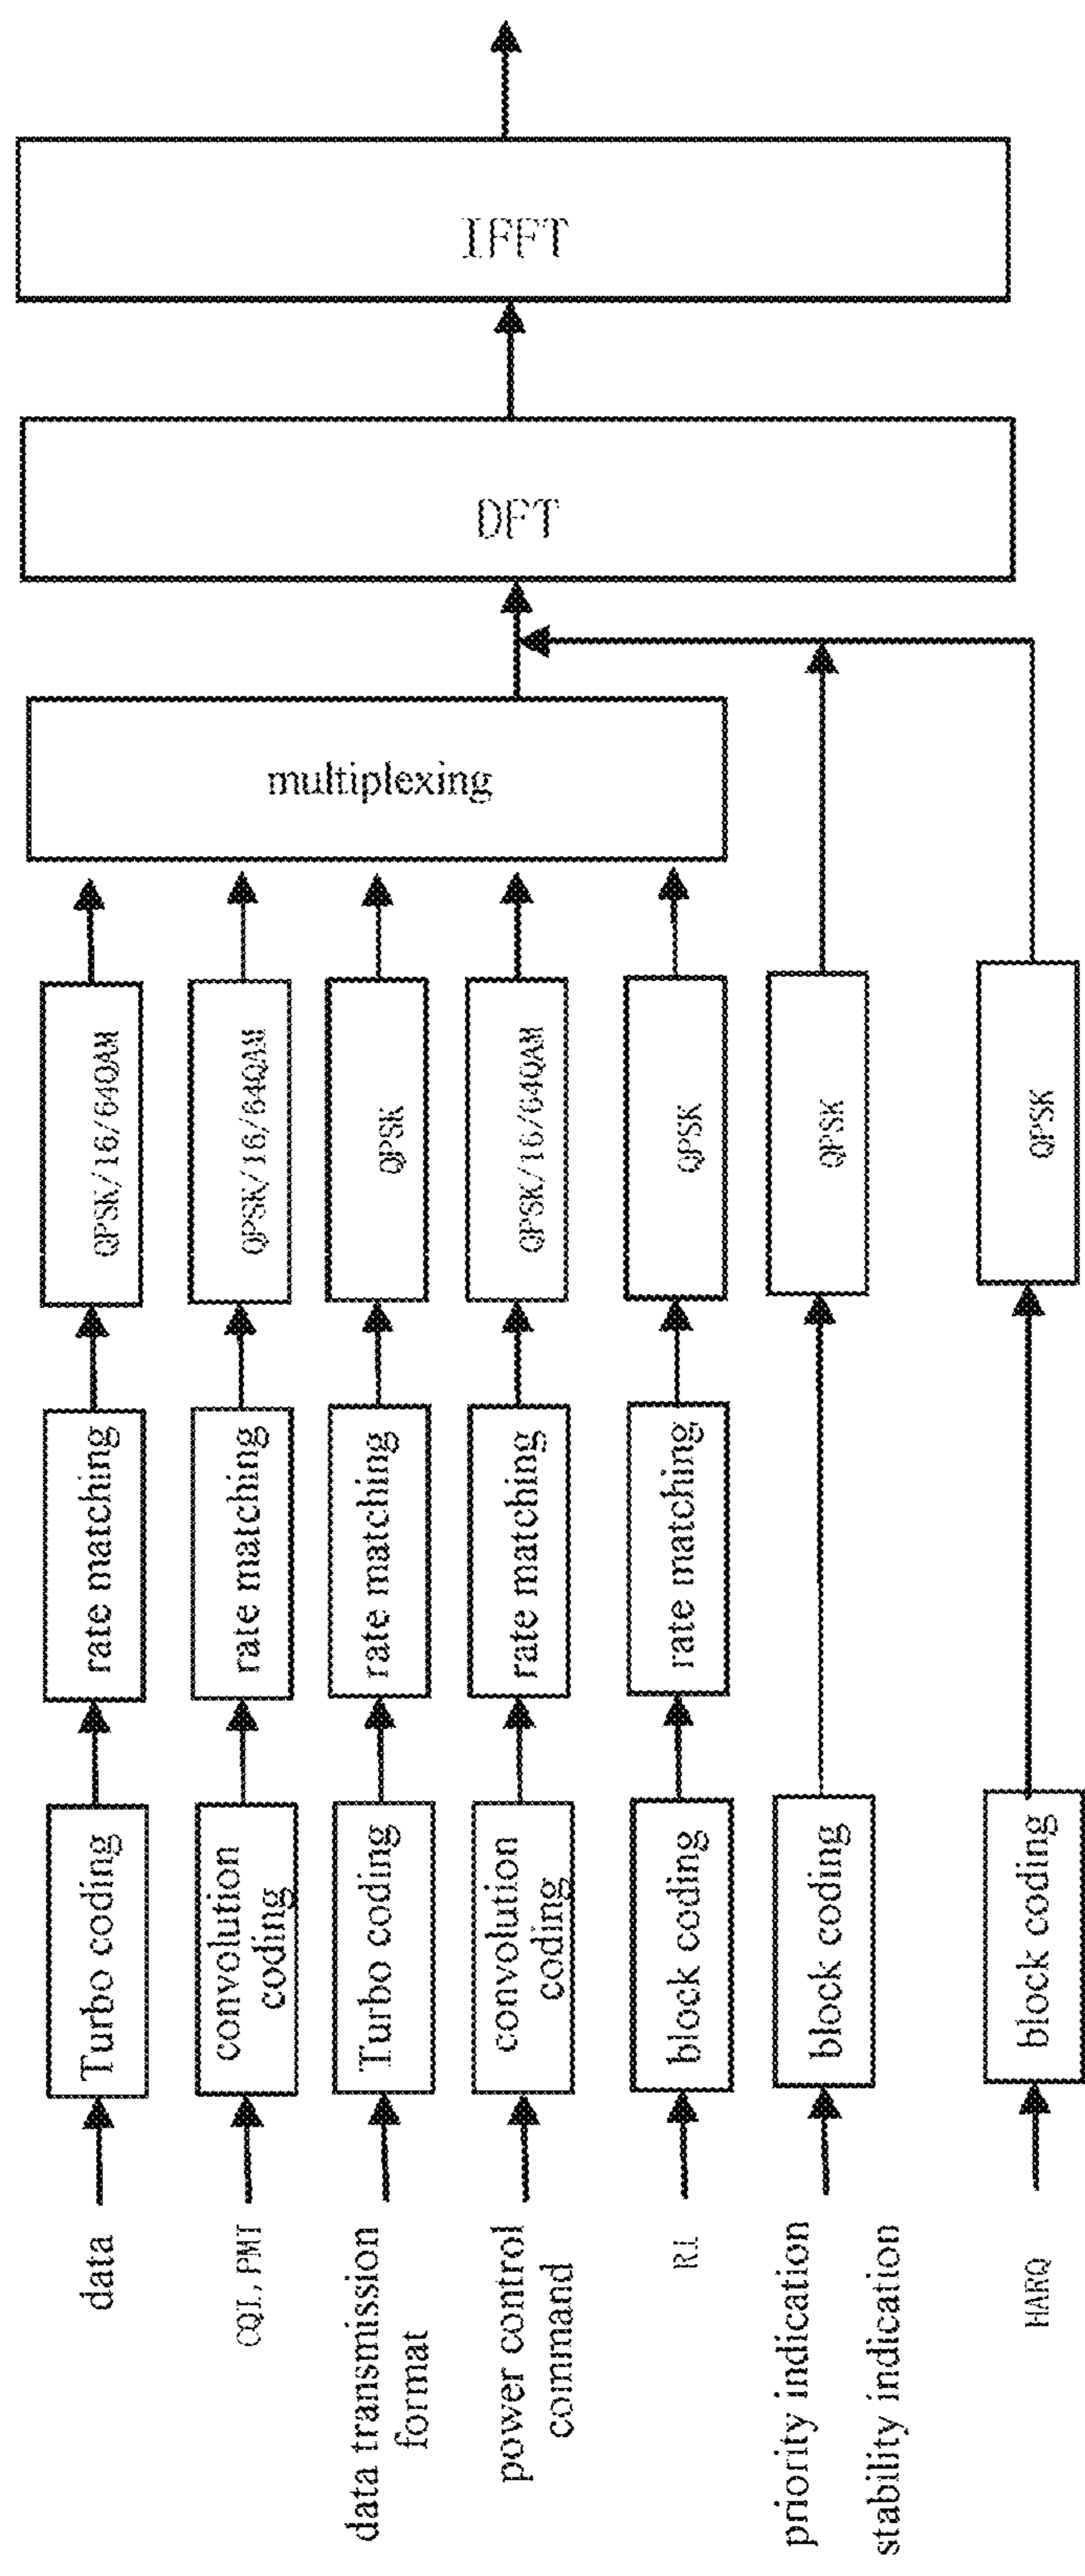 data
Turbo coding
rate matching
QPSK/16/64QAM
CQI, PMI
convolution
coding
rate matching
QPSK/16/64QAM
data transmission
format
Turbo coding
rate matching
QPSK
power control
command
convolution
coding
rate matching
QPSK/16/64QAM
RI
block coding
rate matching
QPSK
priority indication
stability indication
block coding
QPSK
HARQ
block coding
QPSK
multiplexing
DFT
IFFT